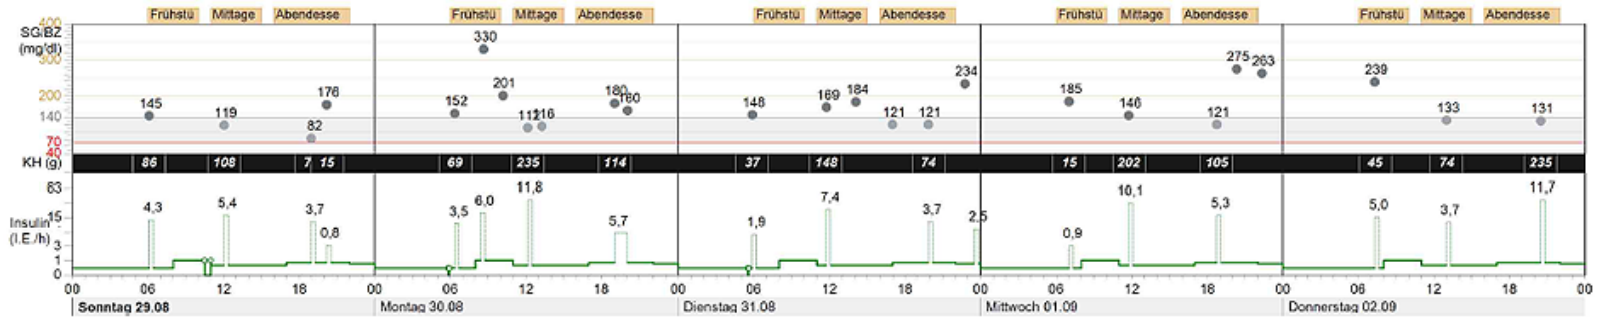 Frühstü Mittage Abendesse Frühstü Mittage Abendesse Frühstü Mittage Abendesse Frühstü Mittage Abendesse Frühstü Mittage Abendesse
400
SG/BZ
(mg/dl)
330
300
275 263
234 239
201
200
176 180 160 184 185
145 152 148 169 146
140
119 116 121 121 121 133 131
82
70
40
KH (g) 86 108 7 15 69 235 114 37 148 74 15 202 105 45 74 235
63
11,8 11,7
10,1
7,4
Insulin 15
(I.E./h)
4,3 5,4 3,7 3,5 6,0 5,7 1,9 3,7 2,5 5,3 5,0 3,7
0,8 0,9
3
1
0
00 06 12 18 00 06 12 18 00 06 12 18 00 06 12 18 00 06 12 18 00
Sonntag 29.08 Montag 30.08 Dienstag 31.08 Mittwoch 01.09 Donnerstag 02.09